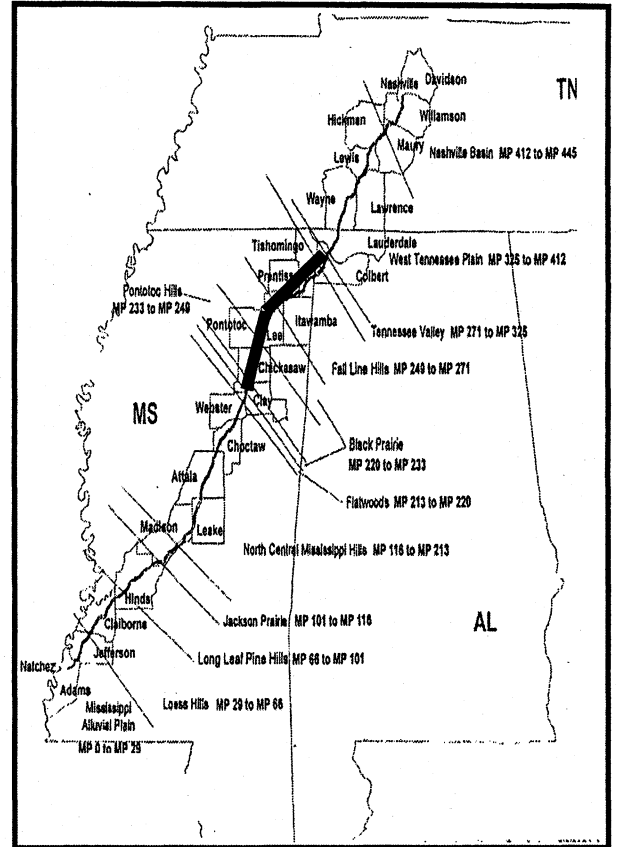 Davidson
Nashville
TN
Hickman
Williamson
Maury
Nashville Basin MP 412 to MP 445
Lewis
Wayne
Lawrence
Tishomingo
Lauderdale
West Tennessee Plain MP 325 to MP 412
Prentiss
Colbert
Pontotoc Hills
MP 233 to MP 249
Itawamba
Pontotoc
Lee
Tennessee Valley MP 271 to MP 325
Chickasaw
Fall Line Hills MP 249 to MP 271
Webster
Clay
MS
Choctaw
Black Prairie
MP 220 to MP 233
Attala
Flatwoods MP 213 to MP 220
Madison
Leake
North Central Mississippi Hills MP 116 to MP 213
Hinds
Jackson Prairie MP 101 to MP 116
AL
Claiborne
Jefferson
Long Leaf Pine Hills MP 66 to MP 101
Natchez
Adams
Loess Hills MP 29 to MP 66
Mississippi
Alluvial Plain
MP 0 to MP 29